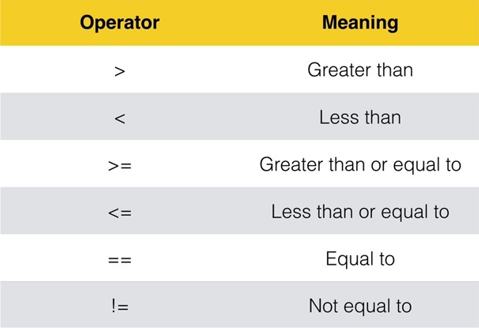 Operator Meaning
> Greater than
< Less than
>= Greater than or equal to
<= Less than or equal to
== Equal to
!= Not equal to